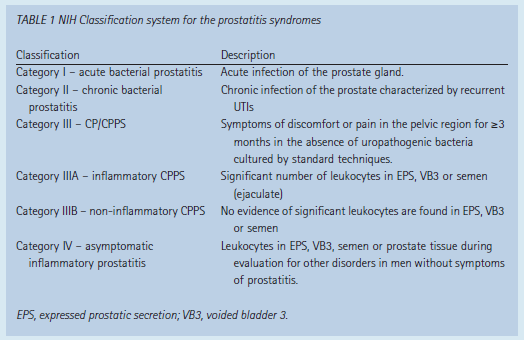 TABLE 1 NIH Classification system for the prostatitis syndromes
Classification Description
Category I – acute bacterial prostatitis Acute infection of the prostate gland.
Category II – chronic bacterial Chronic infection of the prostate characterized by recurrent
prostatitis UTIs
Category III – CP/CPPS Symptoms of discomfort or pain in the pelvic region for ≥3
months in the absence of uropathogenic bacteria
cultured by standard techniques.
Category IIIA – inflammatory CPPS Significant number of leukocytes in EPS, VB3 or semen
(ejaculate)
Category IIIB – non-inflammatory CPPS No evidence of significant leukocytes are found in EPS, VB3
or semen
Category IV – asymptomatic Leukocytes in EPS, VB3, semen or prostate tissue during
inflammatory prostatitis evaluation for other disorders in men without symptoms
of prostatitis.
EPS, expressed prostatic secretion; VB3, voided bladder 3.